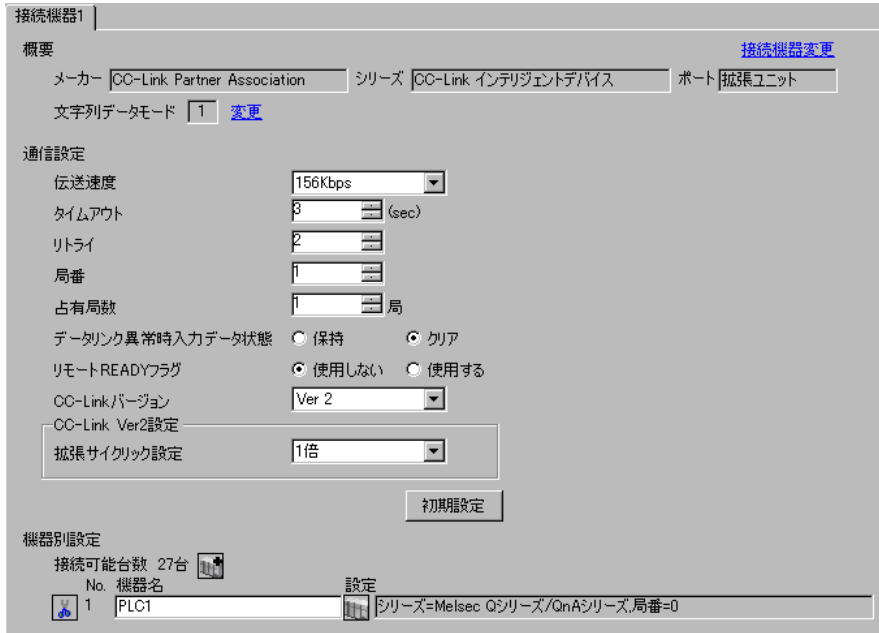 接続機器1
概要 接続機器変更
メーカー CC-Link Partner Association シリーズ CC-Link インテリジェントデバイス ポート 拡張ユニット
文字列データモード 1 変更
通信設定
伝送速度 156Kbps
タイムアウト 3 (sec)
リトライ 2
局番 1
占有局数 1 局
データリンク異常時入力データ状態 保持 クリア
リモートREADYフラグ 使用しない 使用する
CC-Linkバージョン Ver 2
CC-Link Ver2設定
拡張サイクリック設定 1倍
初期設定
機器別設定
接続可能台数 27台
No. 機器名 設定
1 PLC1 シリーズ=Melsec Qシリーズ/QnAシリーズ,局番=0